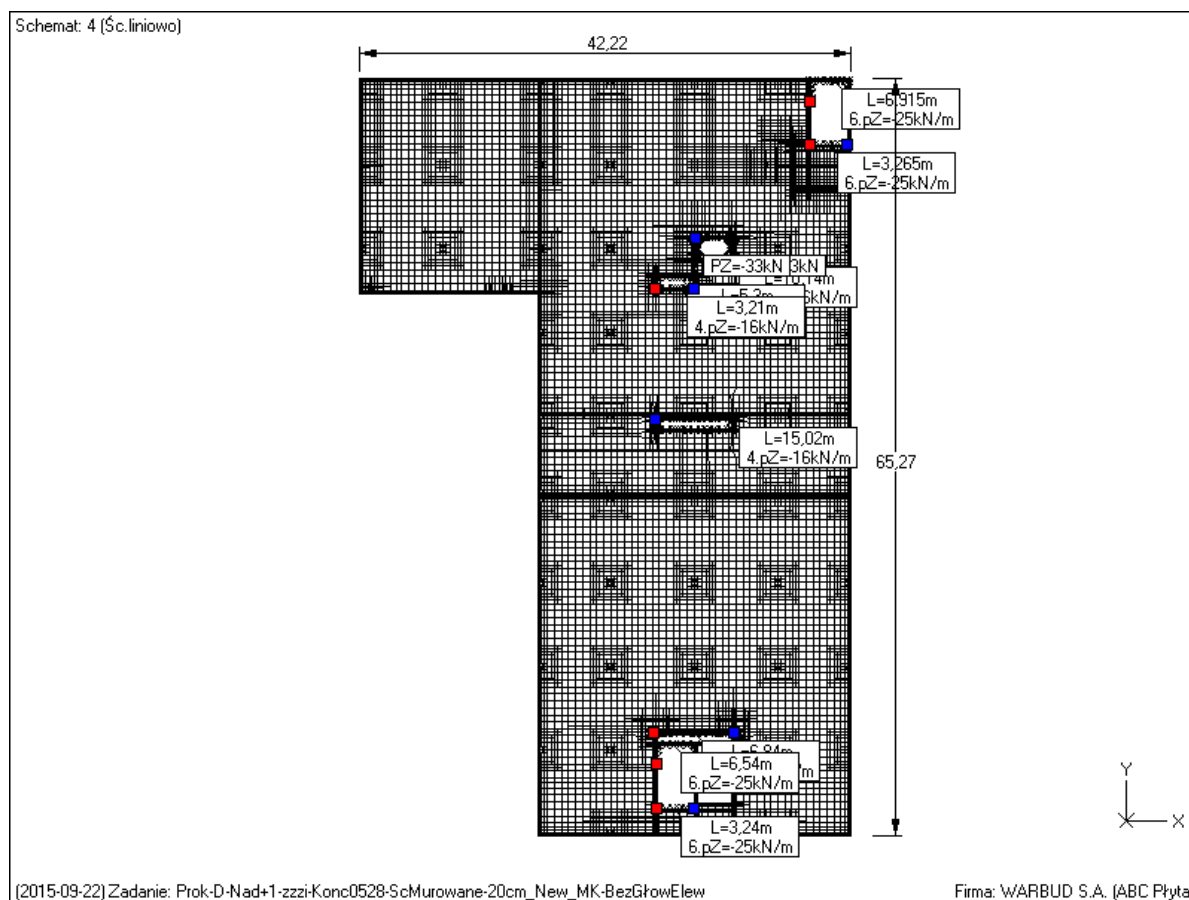 Schemat: 4 (Śc.liniowo)
42,22
L=6,915m
6.pZ=-25kN/m
L=3,265m
6.pZ=-25kN/m
PZ=-33kN
3kN
L=3,21m
4.pZ=-16kN/m
L=15,02m
4.pZ=-16kN/m
65,27
L=6,54m
6.pZ=-25kN/m
L=3,24m
6.pZ=-25kN/m
Y
X
(2015-09-22) Zadanie: Prok-D-Nad+1-zzzi-Konc0528-ScMurowane-20cm_New_MK-BezGłowElew
Firma: WARBUD S.A. (ABC Płyta